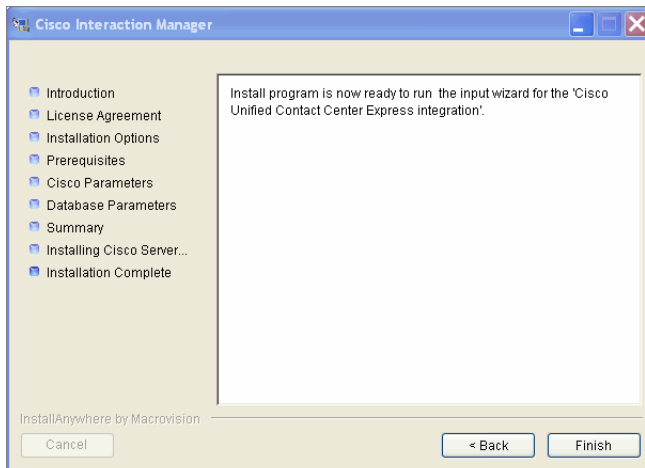 Cisco Interaction Manager
Introduction
License Agreement
Installation Options
Prerequisites
Cisco Parameters
Database Parameters
Summary
Installing Cisco Server...
Installation Complete
Install program is now ready to run the input wizard for the 'Cisco
Unified Contact Center Express integration'.
InstallAnywhere by Macrovision
Cancel
< Back
Finish